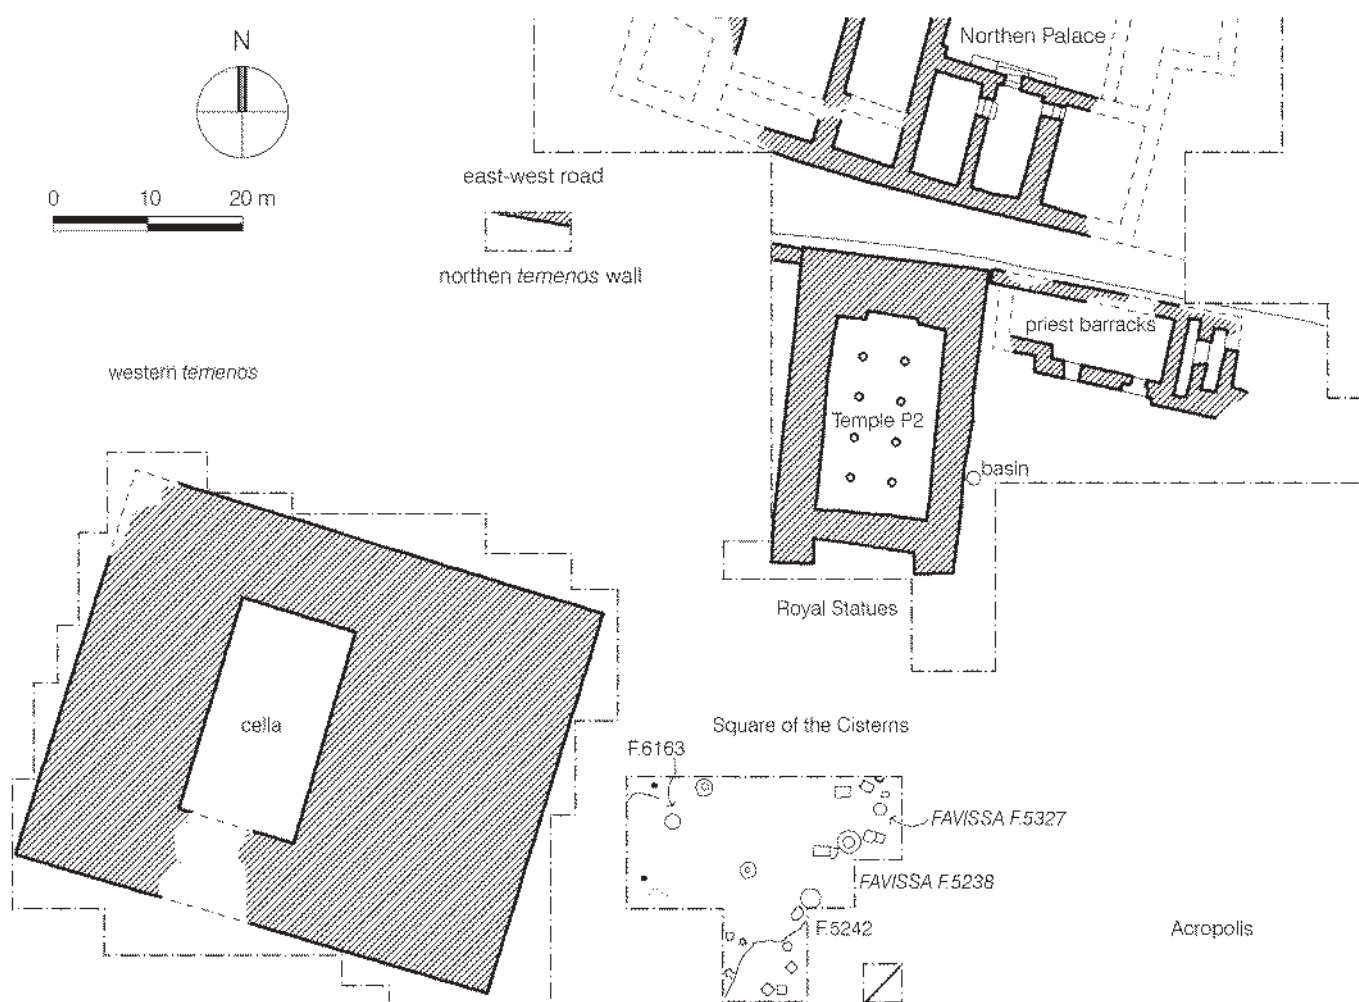 N
Northen Palace
0 10 20 m
east-west road
northen temenos wall
priest barracks
western temenos
Temple P2
basin
Royal Statues
cella
Square of the Cisterns
F.6163
FAVISSA F.5327
FAVISSA F.5238
F.5242
Acropolis